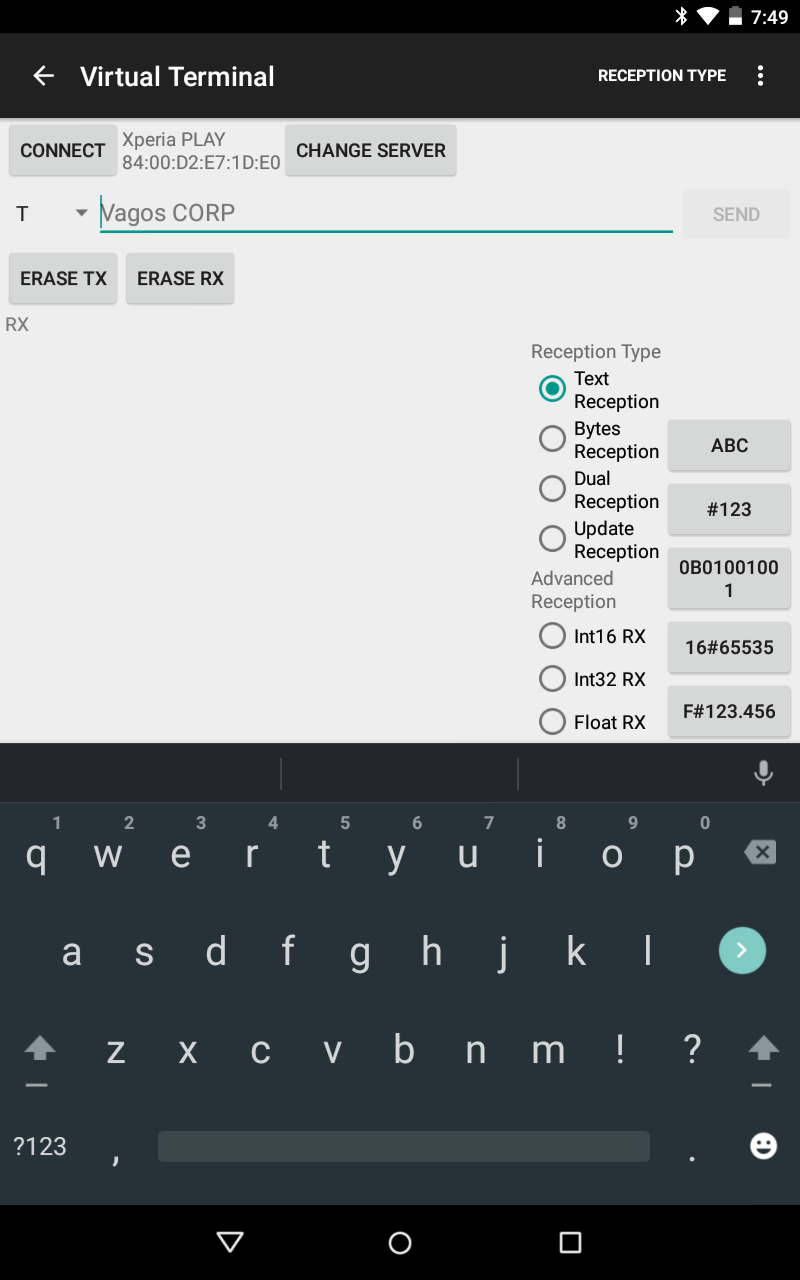 7:49
Virtual Terminal
RECEPTION TYPE
CONNECT
Xperia PLAY
84:00:D2:E7:1D:E0
CHANGE SERVER
T
Vagos CORP
SEND
ERASE TX
ERASE RX
RX
Reception Type
Text
Reception
Bytes
Reception
Dual
Reception
Update
Reception
Advanced
Reception
Int16 RX
Int32 RX
Float RX
ABC
#123
0B0100100
1
16#65535
F#123.456
1 2 3 4 5 6 7 8 9 0
q w e r t y u i o p
a s d f g h j k l
z x c v b n m ! ?
?123 , .